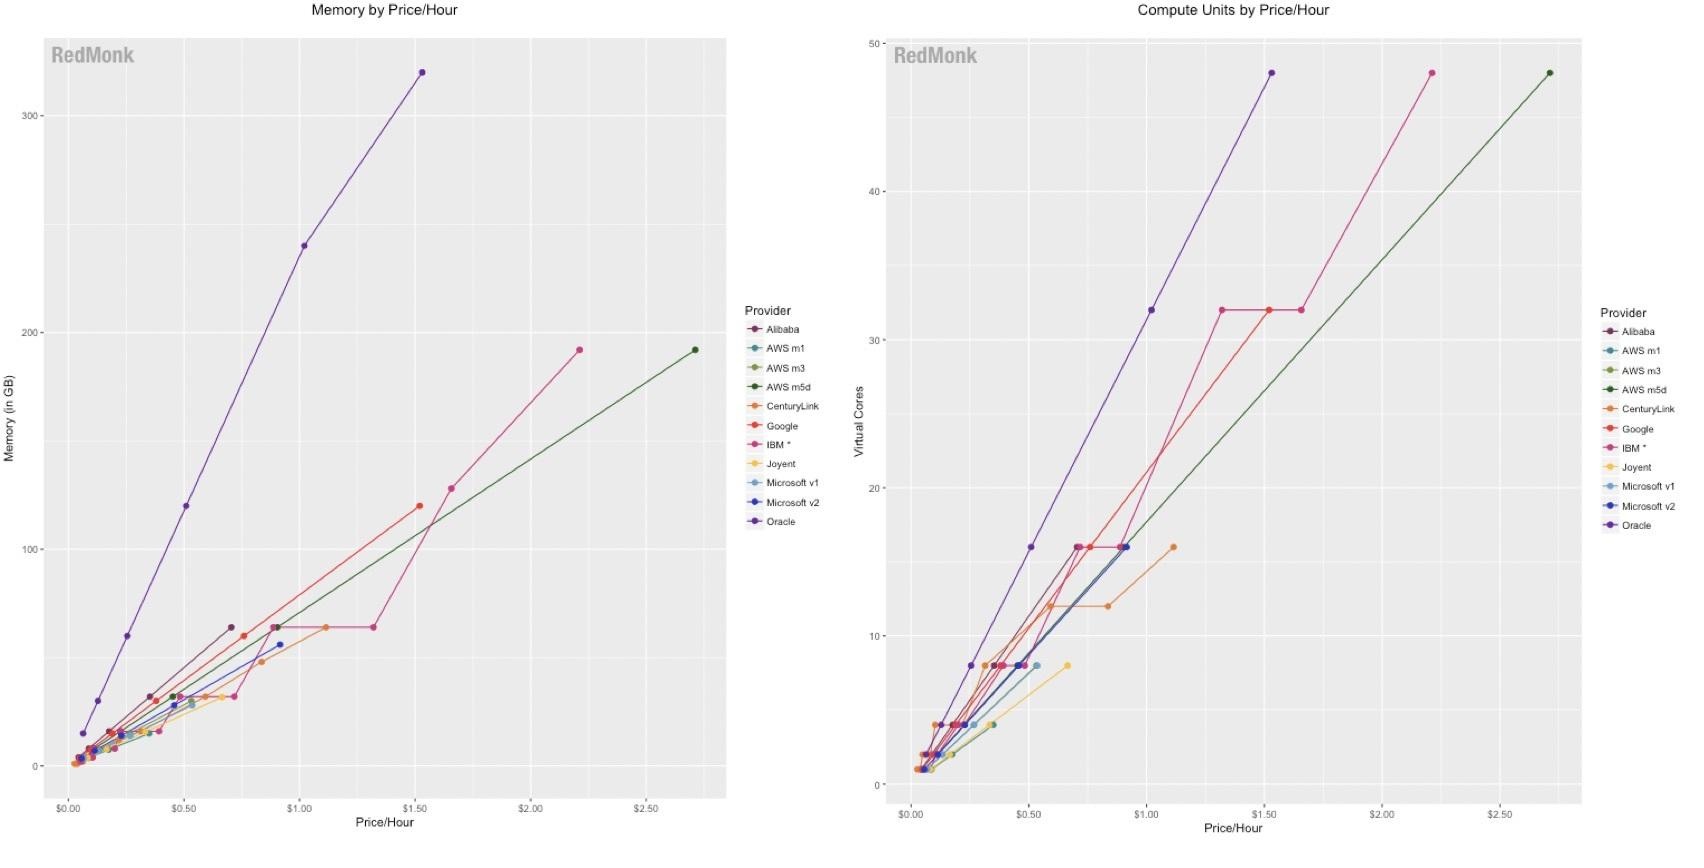 Memory by Price/Hour
RedMonk
300
200
100
0
Memory (in GB)
$0.00
$0.50
$1.00
$1.50
$2.00
$2.50
Price/Hour
Provider
Alibaba
AWS m1
AWS m3
AWS m5d
CenturyLink
Google
IBM *
Joyent
Microsoft v1
Microsoft v2
Oracle
Compute Units by Price/Hour
RedMonk
50
40
30
20
10
0
Virtual Cores
$0.00
$0.50
$1.00
$1.50
$2.00
$2.50
Price/Hour
Provider
Alibaba
AWS m1
AWS m3
AWS m5d
CenturyLink
Google
IBM *
Joyent
Microsoft v1
Microsoft v2
Oracle